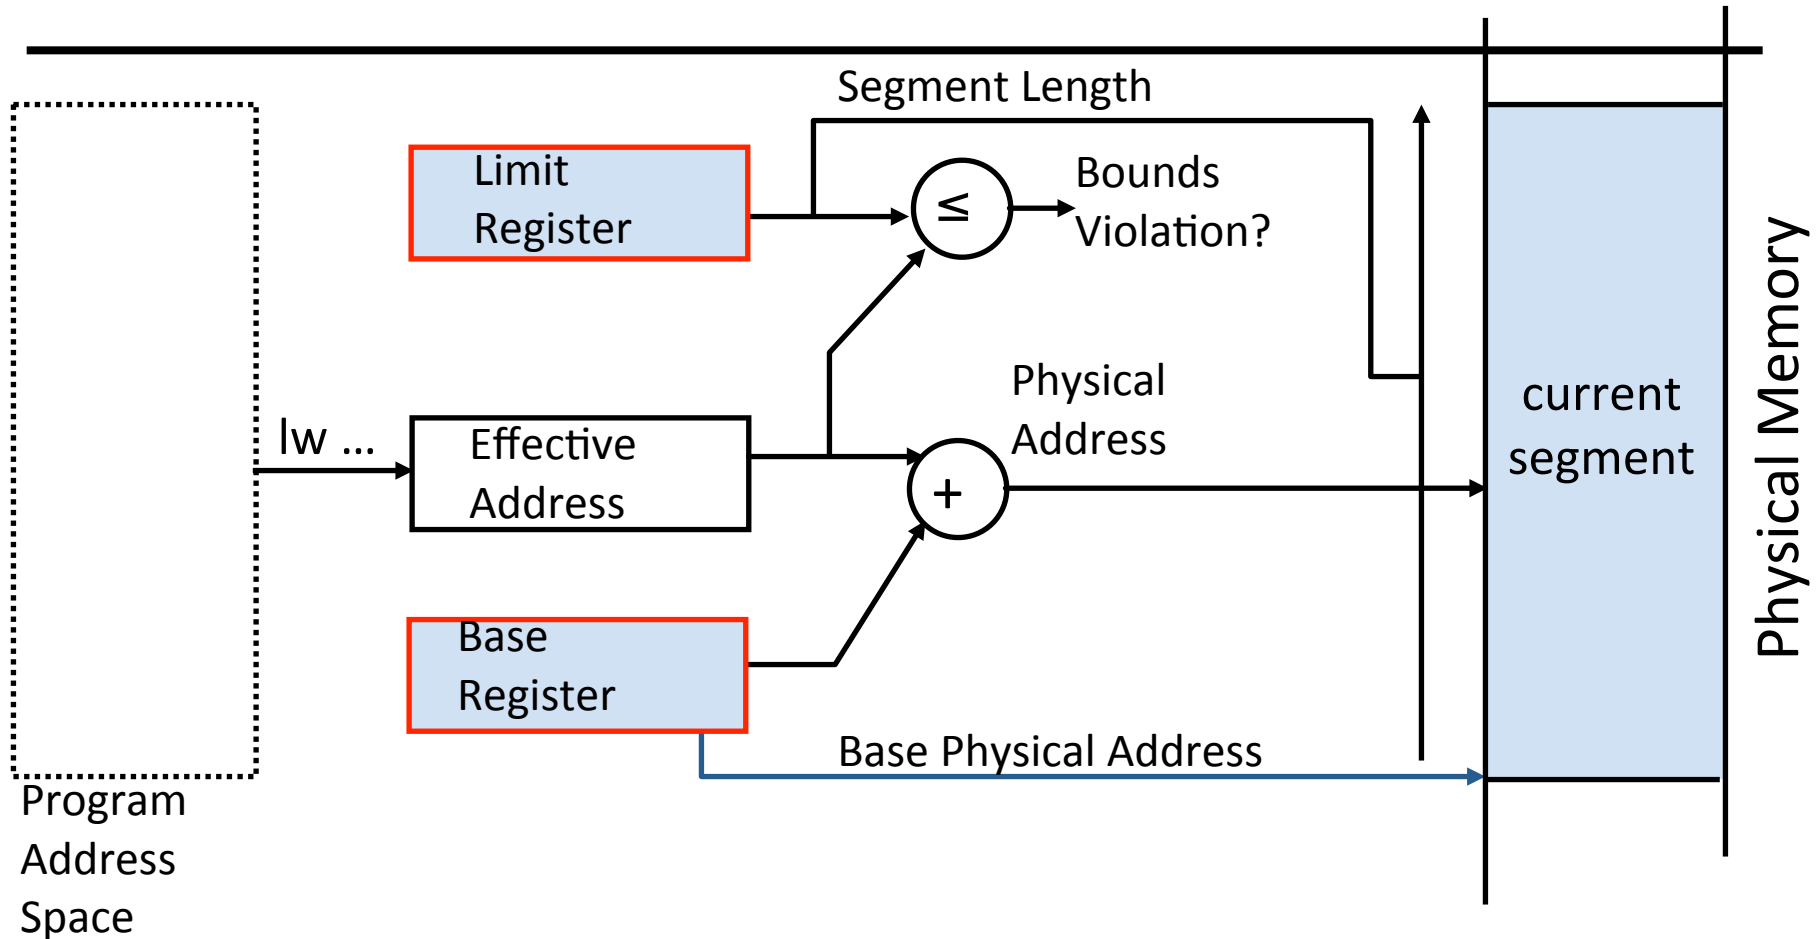 Segment Length
Limit
Register
≤
Bounds
Violation?
lw ...
Effective
Address
Physical
Address
+
current
segment
Physical Memory
Base
Register
Base Physical Address
Program
Address
Space